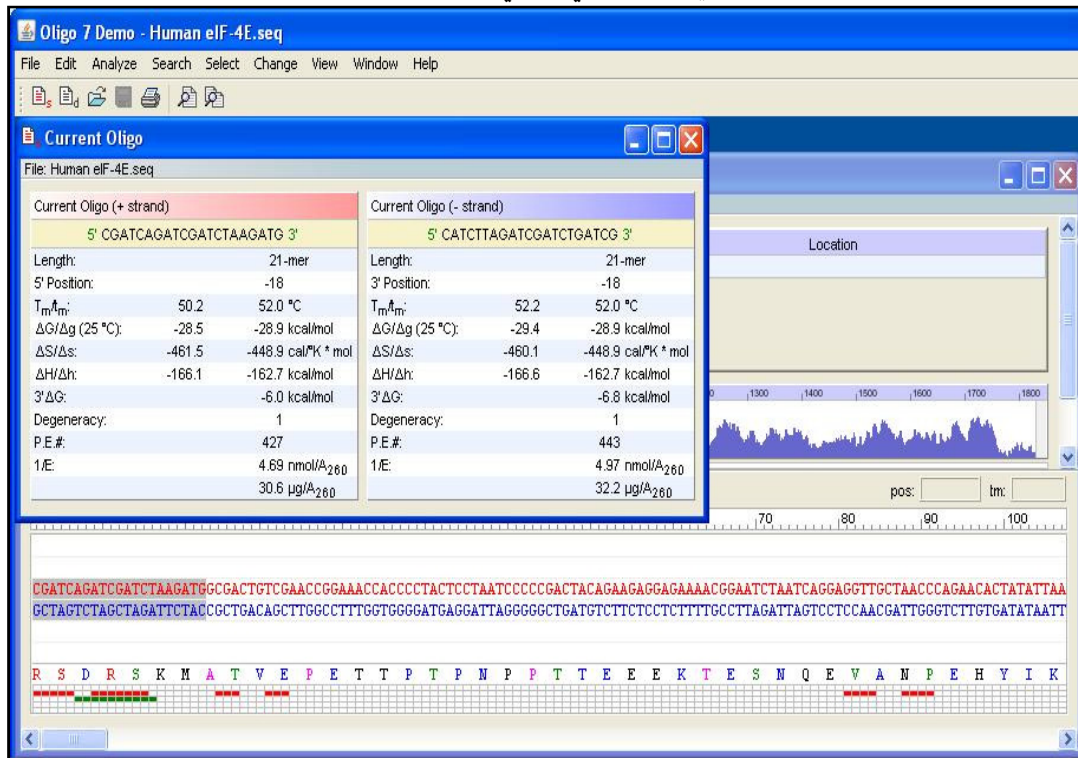 Oligo 7 Demo - Human eIF-4E.seq
File Edit Analyze Search Select Change View Window Help
Current Oligo
File: Human eIF-4E.seq
Current Oligo (+ strand) Current Oligo (- strand)
5' CGATCAGATCGATCTAAGATG 3' 5' CATCTTAGATCGATCTGATCG 3'
Length: 21-mer Length: 21-mer
5' Position: -18 3' Position: -18
Tm/tm: 50.2 52.0 °C Tm/tm: 52.2 52.0 °C
ΔG/Δg (25 °C): -28.5 -28.9 kcal/mol ΔG/Δg (25 °C): -29.4 -28.9 kcal/mol
ΔS/Δs: -461.5 -448.9 cal/°K * mol ΔS/Δs: -460.1 -448.9 cal/°K * mol
ΔH/Δh: -166.1 -162.7 kcal/mol ΔH/Δh: -166.6 -162.7 kcal/mol
3'ΔG: -6.0 kcal/mol 3'ΔG: -6.8 kcal/mol
Degeneracy: 1 Degeneracy: 1
P.E.#: 427 P.E.#: 443
1/E: 4.69 nmol/A260 1/E: 4.97 nmol/A260
30.6 µg/A260 32.2 µg/A260
Location
1300 1400 1500 1600 1700 1800
pos: tm:
70 80 90 100
CGATCAGATCGATCTAAGATGGCGACTGTCGAACCGGAAACCACCCCTACTCCTAATCCCCCGACTACAGAAGAGGAGAAAACGGAATCTAATCAGGAGGTTGCTAACCCAGAACACTATATTAA
GCTAGTCTAGCTAGATTCTACCGCTGACAGCTTGGCCTTTGGTGGGGATGAGGATTAGGGGGCTGATGTCTTCTCCTCTTTTGCCTTAGATTAGTCCTCCAACGATTGGGTCTTGTGATATAATT
R S D R S K M A T V E P E T T P T P N P P T T E E E K T E S N Q E V A N P E H Y I K